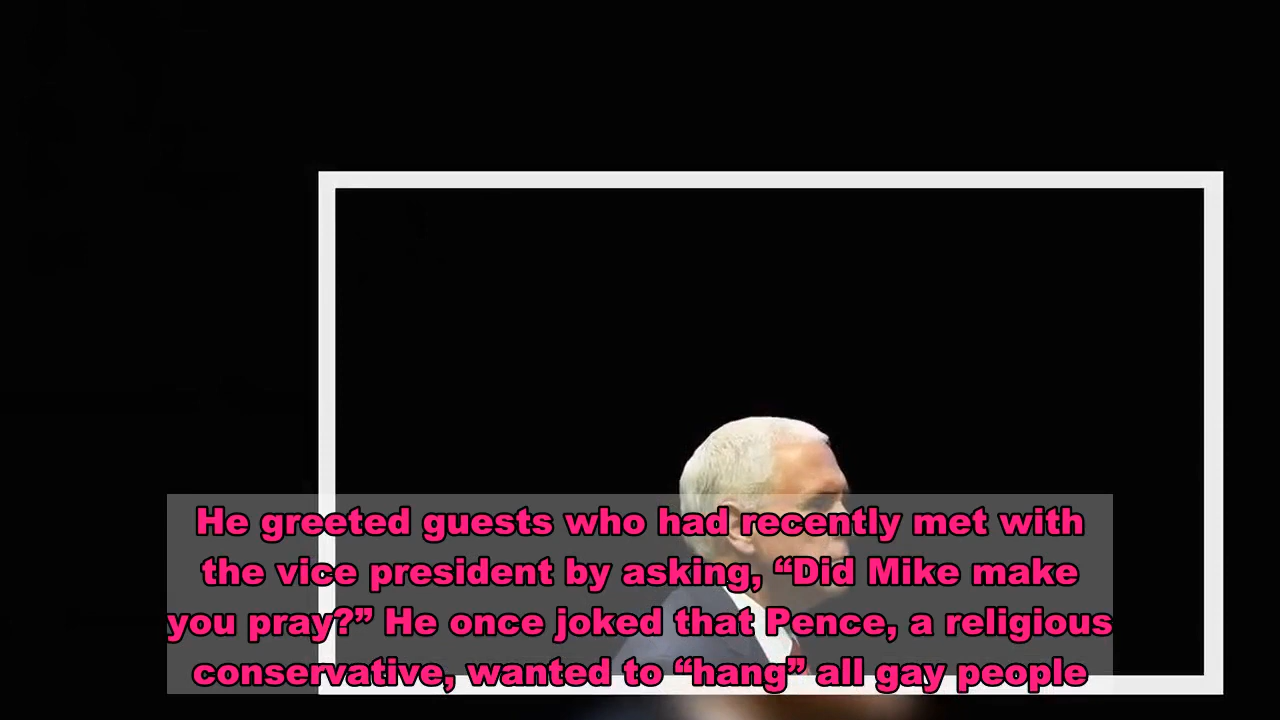 He greeted guests who had recently met with
the vice president by asking, “Did Mike make
you pray?” He once joked that Pence, a religious
conservative, wanted to “hang” all gay people